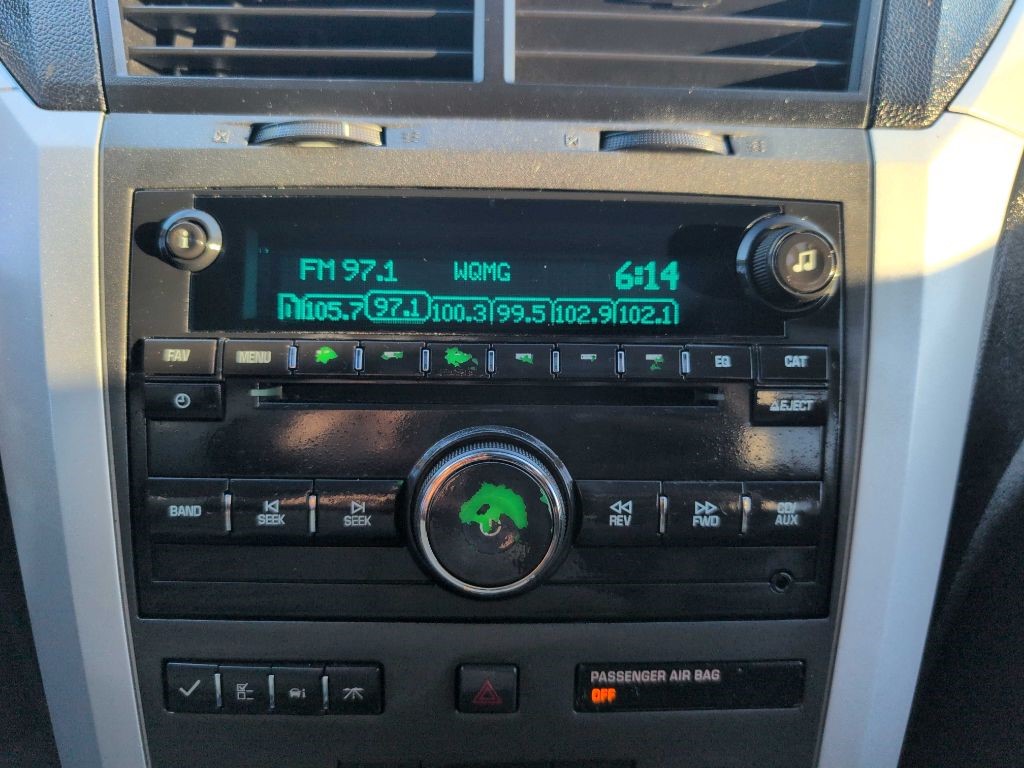 FM 97.1 WQMG 6:14
105.7 97.1 100.3 99.5 102.9 102.1
FAV MENU EQ CAT
EJECT
BAND SEEK SEEK REV FWD CD/
AUX
PASSENGER AIR BAG
OFF